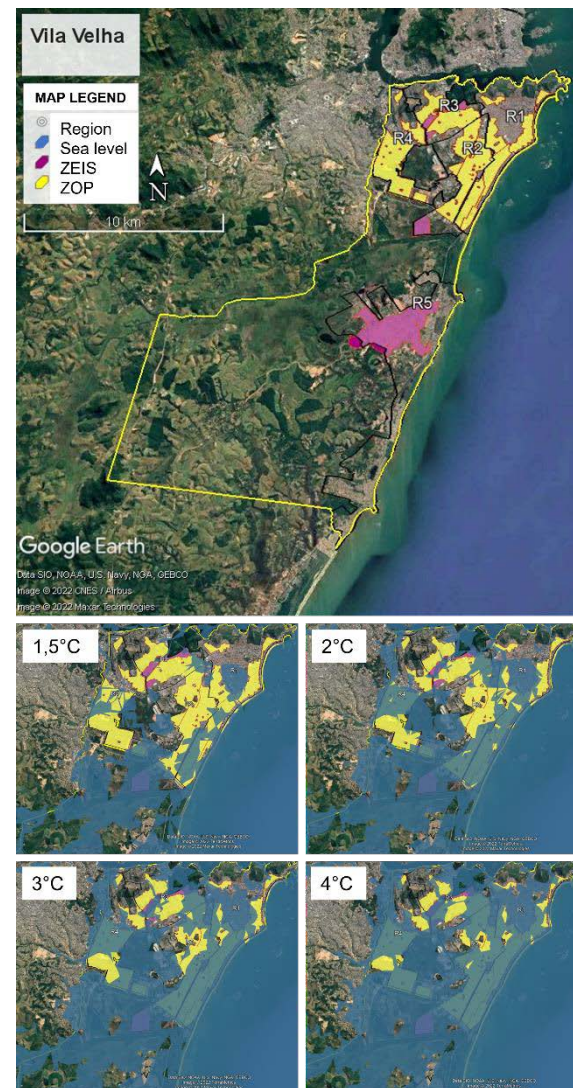 Vila Velha
MAP LEGEND
Region
Sea level
ZEIS
ZOP
N
10 km
R3
R1
R4
R2
R5
Google Earth
Data SIO, NOAA, U.S. Navy, NGA, GEBCO
Image © 2022 CNES / Airbus
Image © 2022 Maxar Technologies
1,5°C
2°C
3°C
4°C